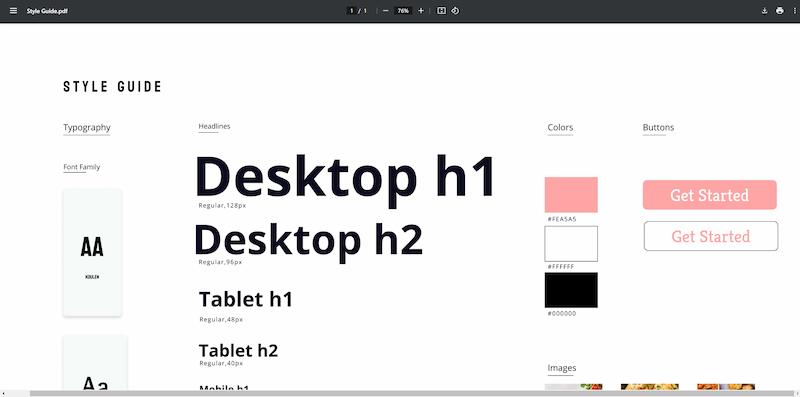 Style Guide.pdf
1 / 1
76%
STYLE GUIDE
Typography
Font Family
AA
KOULEN
Aa
Headlines
Desktop h1
Regular,128px
Desktop h2
Regular,96px
Tablet h1
Regular,48px
Tablet h2
Regular,40px
Mobile h1
Colors
#FEA5A5
#FFFFFF
#000000
Images
Buttons
Get Started
Get Started